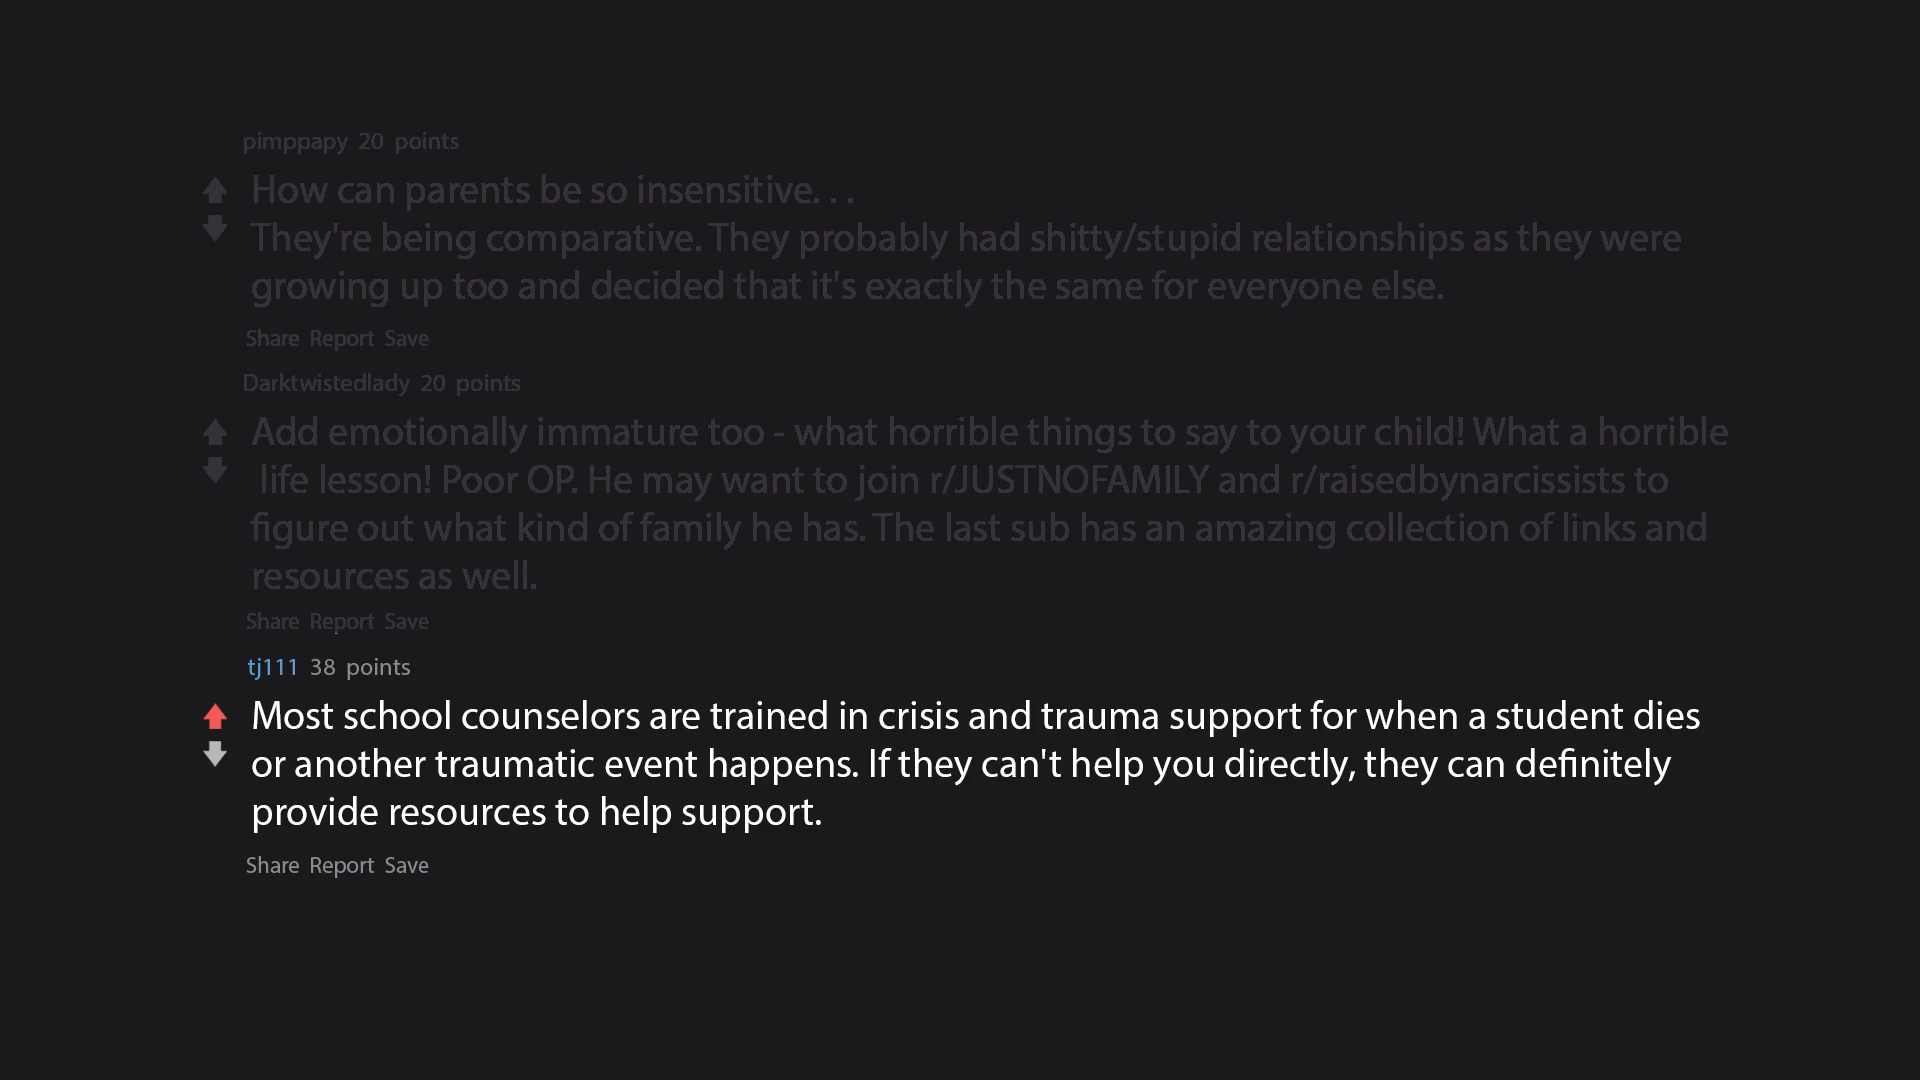 pimppapy 20 points
How can parents be so insensitive. . .
They're being comparative. They probably had shitty/stupid relationships as they were
growing up too and decided that it's exactly the same for everyone else.
Share Report Save
Darktwistedlady 20 points
Add emotionally immature too - what horrible things to say to your child! What a horrible
life lesson! Poor OP. He may want to join r/JUSTNOFAMILY and r/raisedbynarcissists to
figure out what kind of family he has. The last sub has an amazing collection of links and
resources as well.
Share Report Save
tj111 38 points
Most school counselors are trained in crisis and trauma support for when a student dies
or another traumatic event happens. If they can't help you directly, they can definitely
provide resources to help support.
Share Report Save